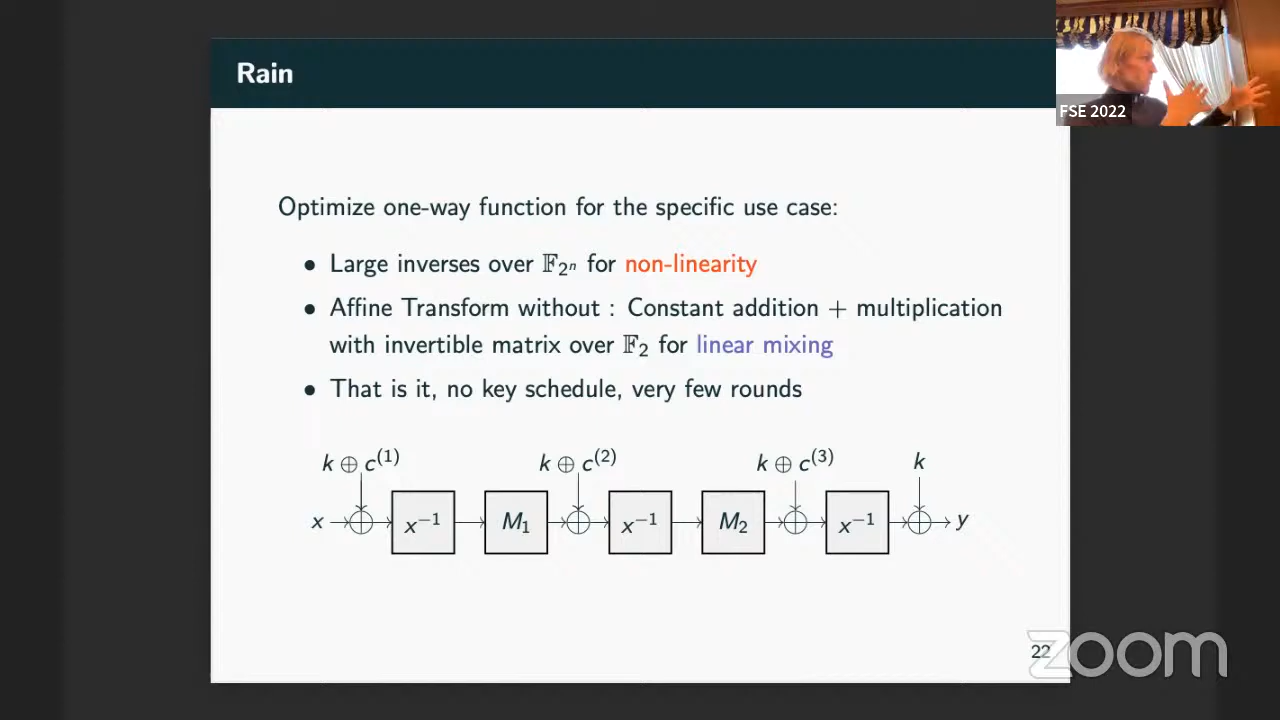 Rain
FSE 2022
Optimize one-way function for the specific use case:
• Large inverses over 𝔽₂ⁿ for non-linearity
• Affine Transform without : Constant addition + multiplication
with invertible matrix over 𝔽₂ for linear mixing
• That is it, no key schedule, very few rounds
k ⊕ c⁽¹⁾ k ⊕ c⁽²⁾ k ⊕ c⁽³⁾ k
x x⁻¹ M₁ x⁻¹ M₂ x⁻¹ y
22
zoom